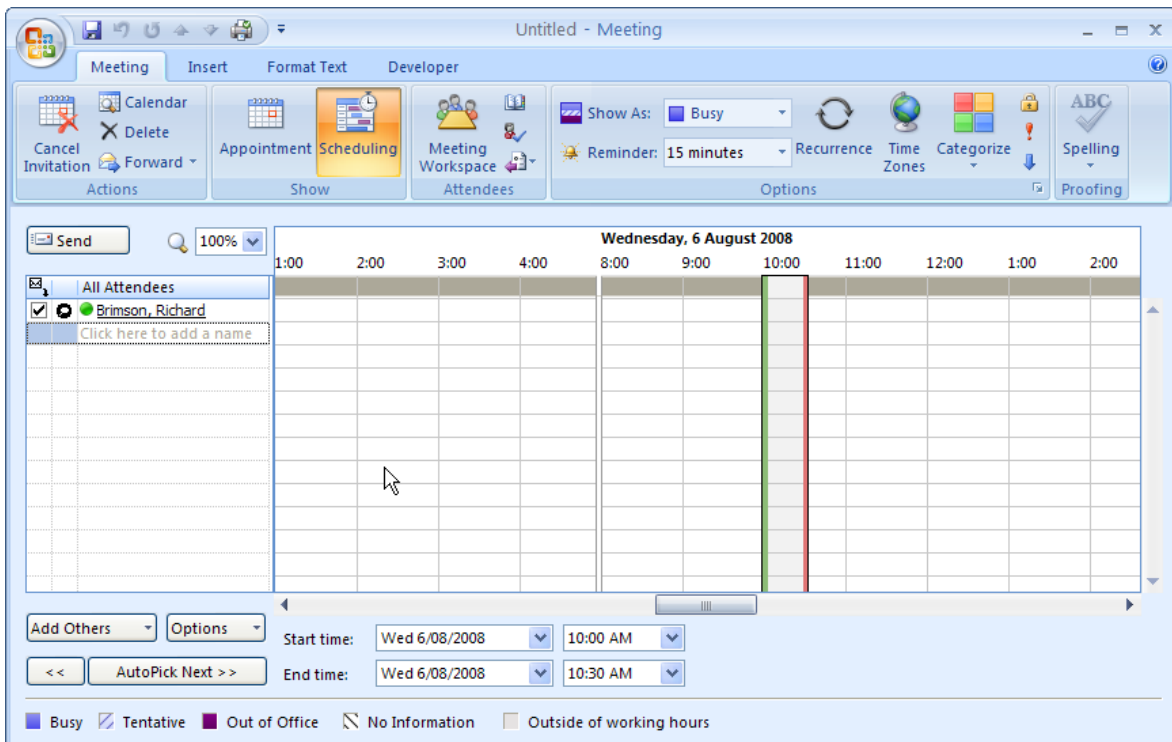 Untitled - Meeting
Meeting Insert Format Text Developer
Cancel Invitation
Calendar
Delete
Forward
Actions
Appointment Scheduling
Show
Meeting Workspace
Attendees
Show As: Busy
Reminder: 15 minutes
Recurrence Time Zones Categorize
Options
ABC
Spelling
Proofing
Send 100%
Wednesday, 6 August 2008
1:00 2:00 3:00 4:00 8:00 9:00 10:00 11:00 12:00 1:00 2:00
All Attendees
Brimson, Richard
Click here to add a name
Add Others Options
Start time: Wed 6/08/2008 10:00 AM
<< AutoPick Next >>
End time: Wed 6/08/2008 10:30 AM
Busy Tentative Out of Office No Information Outside of working hours